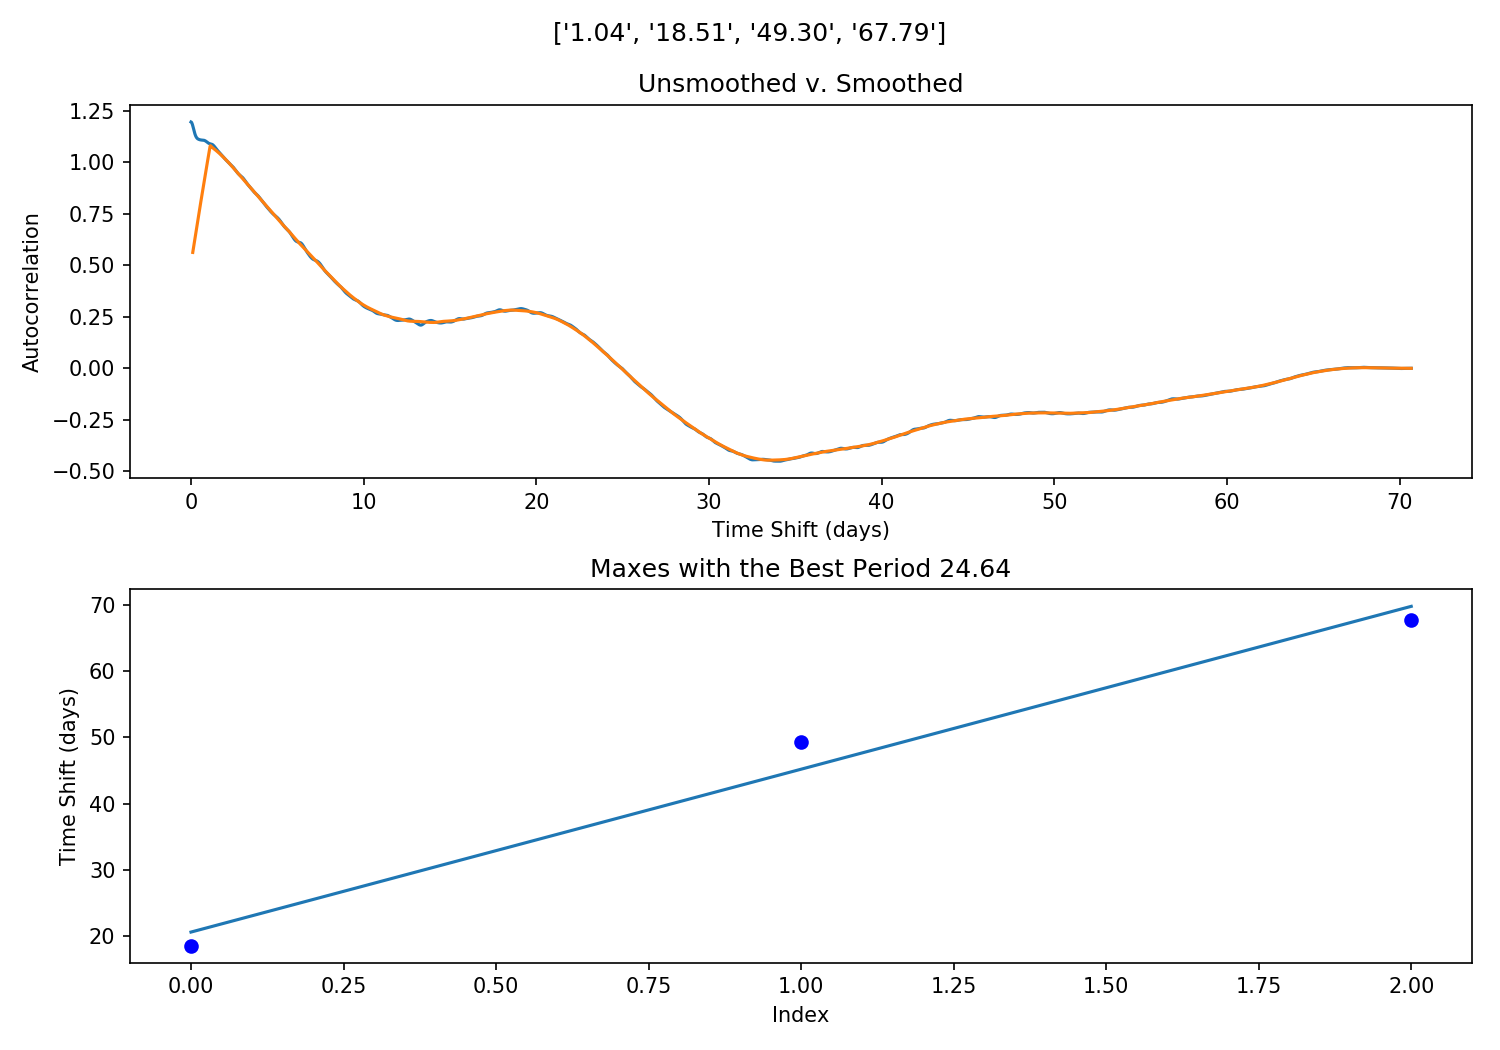 ['1.04', '18.51', '49.30', '67.79']
Unsmoothed v. Smoothed
1.25
1.00
0.75
0.50
0.25
0.00
−0.25
−0.50
Autocorrelation
0 10 20 30 40 50 60 70
Time Shift (days)
Maxes with the Best Period 24.64
70
60
50
40
30
20
Time Shift (days)
0.00 0.25 0.50 0.75 1.00 1.25 1.50 1.75 2.00
Index